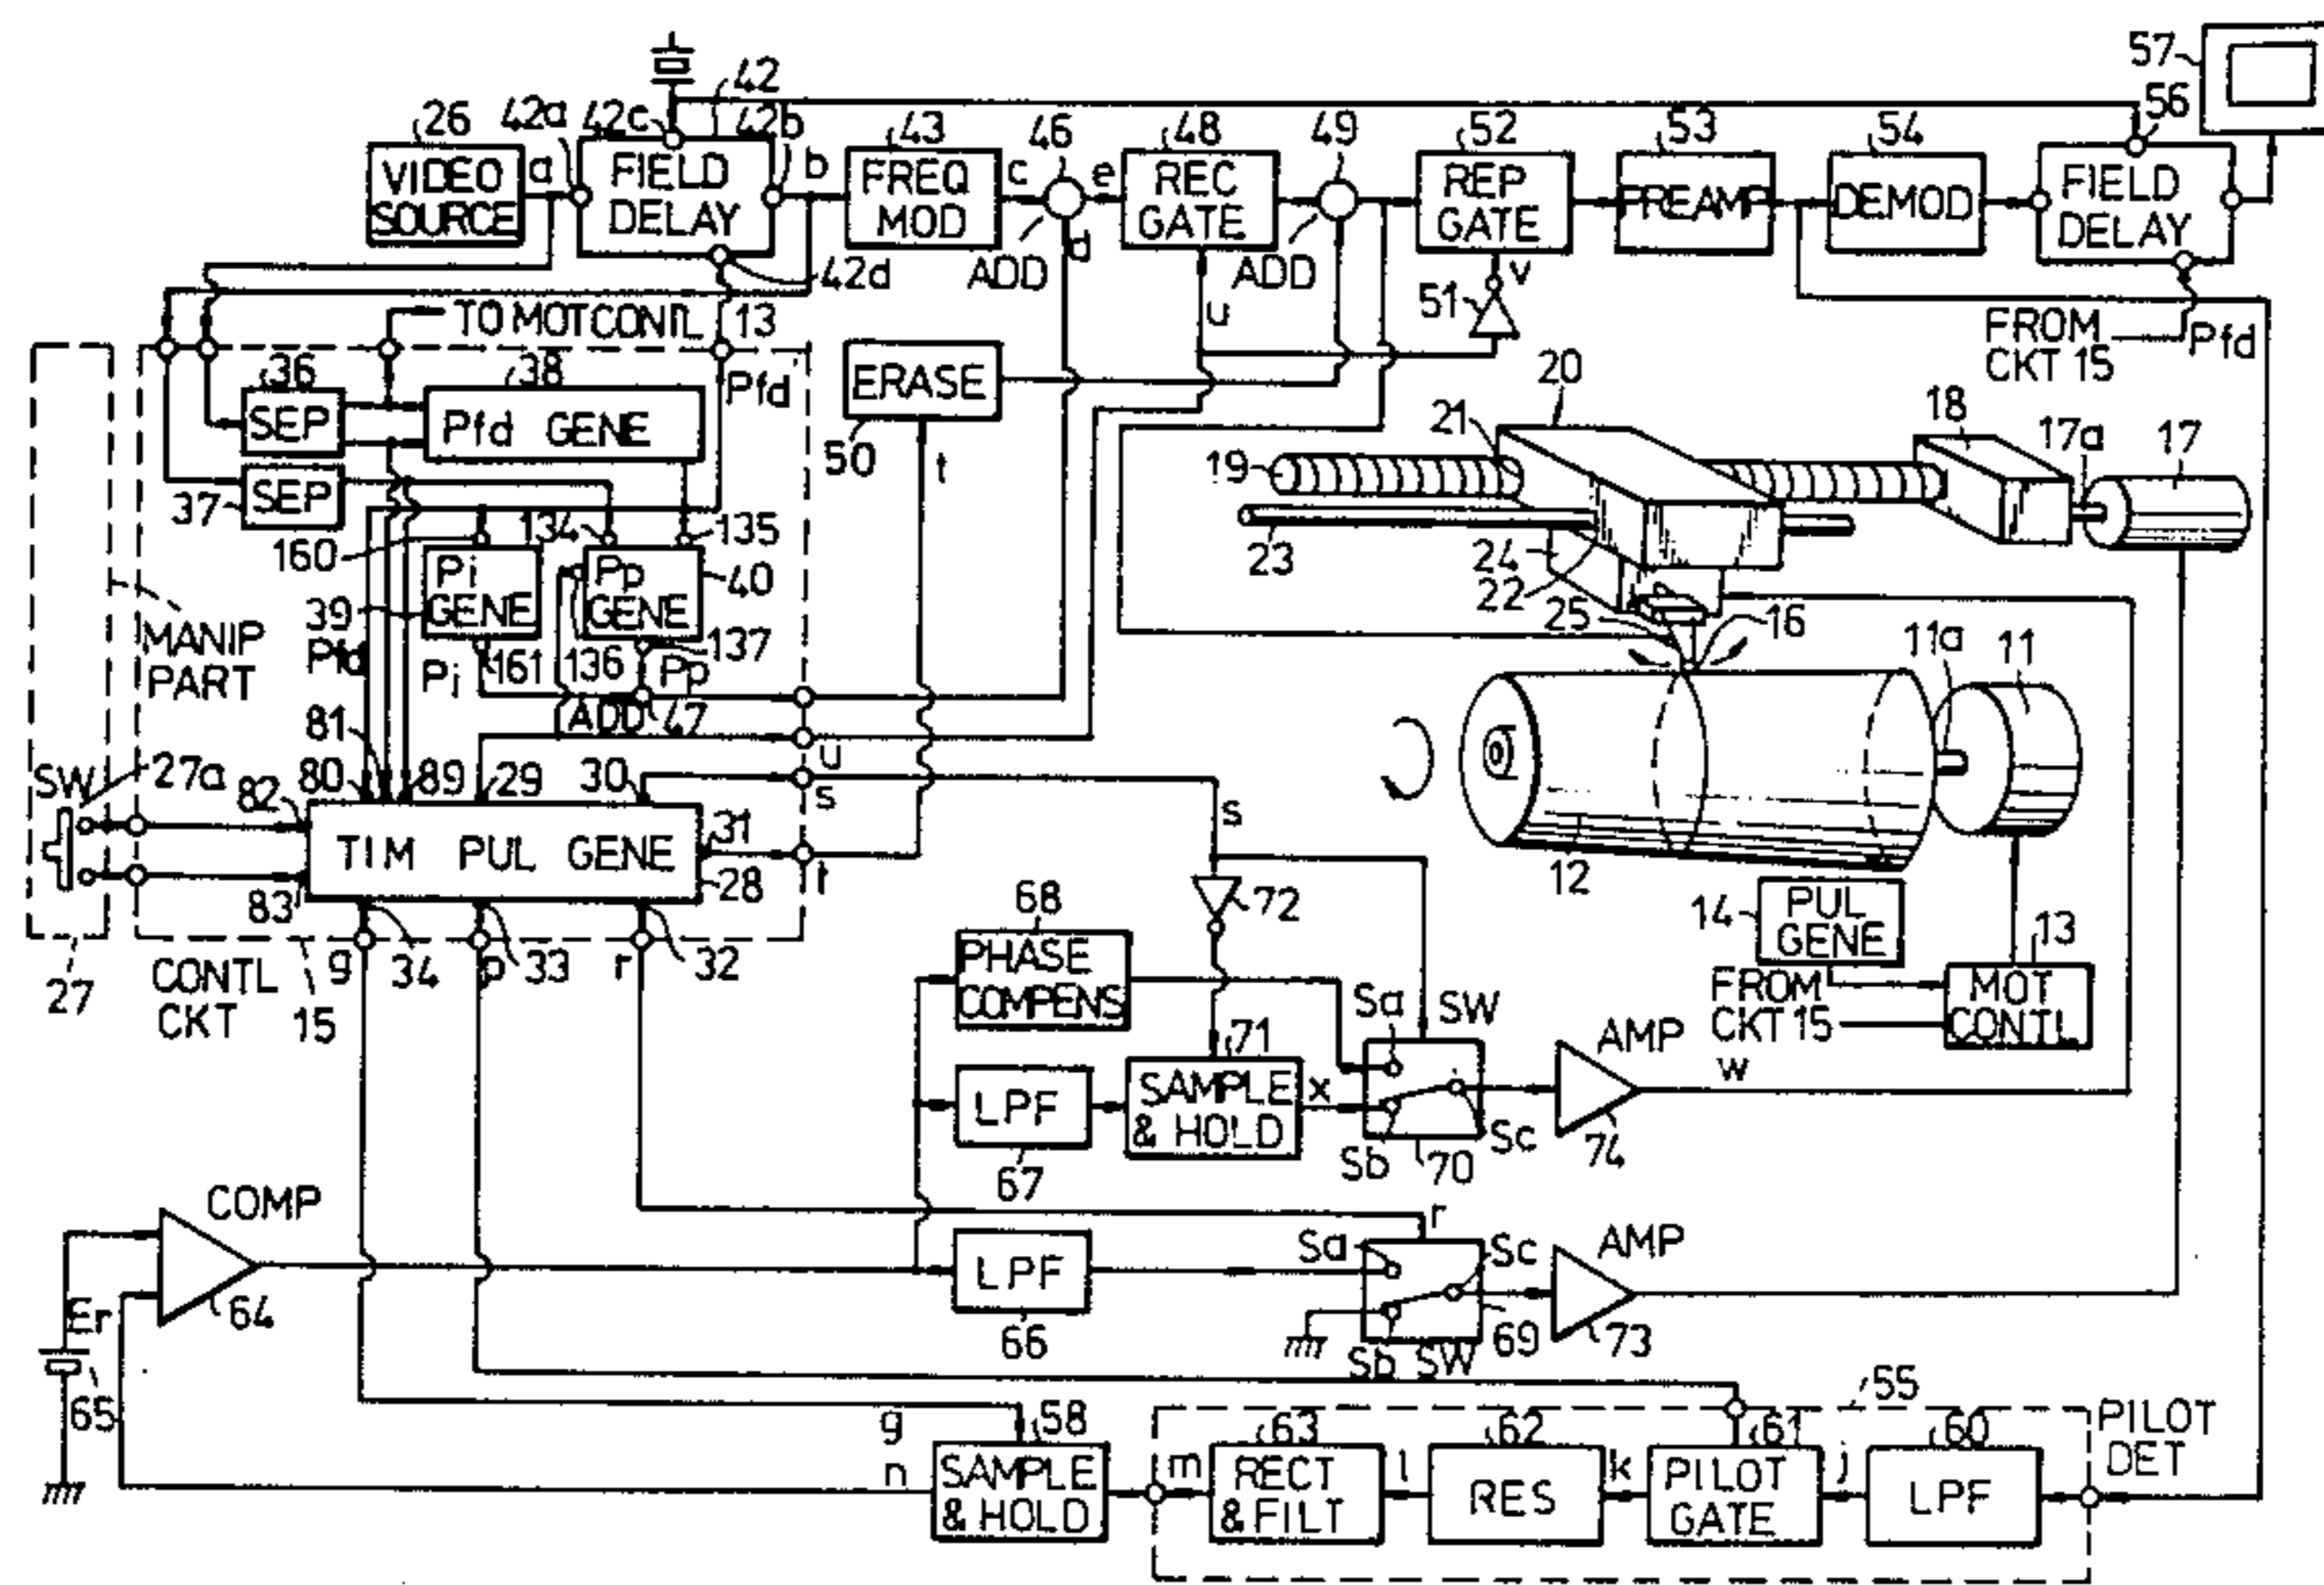 57
42
26
42a
42c
42b
43
46
48
49
52
53
54
56
VIDEO
SOURCE
a
FIELD
DELAY
b
FREQ
MOD
c
e
REC
GATE
REP
GATE
PREAMP
DEMOD
FIELD
DELAY
42d
ADD
d
ADD
v
51
u
TO MOT CONTL 13
FROM
CKT 15
Pfd
36
38
Pfd'
ERASE
50
t
SEP
Pfd GENE
20
21
18
17a
17
19
37
SEP
134
135
160
23
24
22
25
Pi
GENE
39
Pp
GENE
40
16
11a
11
MANIP
PART
Pfd
Pi
161
136
137
Pp
ADD
47
81
u
SW
27a
80
89
29
30
s
82
s
31
TIM PUL GENE
28
t
83
12
72
68
14
PUL
GENE
13
27
CONTL
CKT
15
g
34
p
33
r
32
PHASE
COMPENS
Sa
SW
FROM
CKT 15
MOT
CONTL
71
AMP
w
LPF
67
SAMPLE
& HOLD
x
Sb
70
Sc
74
COMP
r
Sa
Sc
AMP
LPF
66
64
Er
69
73
Sb SW
65
55
g
58
63
62
61
60
PILOT
DET
n
SAMPLE
& HOLD
m
RECT
& FILT
l
RES
k
PILOT
GATE
j
LPF